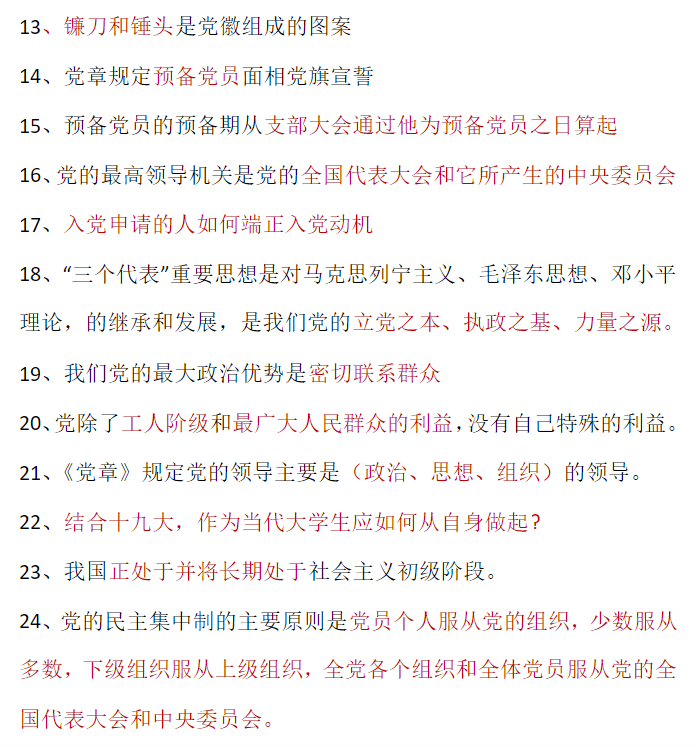 13、镰刀和锤头是党徽组成的图案
14、党章规定预备党员面相党旗宣誓
15、预备党员的预备期从支部大会通过他为预备党员之日算起
16、党的最高领导机关是党的全国代表大会和它所产生的中央委员会
17、入党申请的人如何端正入党动机
18、“三个代表”重要思想是对马克思列宁主义、毛泽东思想、邓小平
理论，的继承和发展，是我们党的立党之本、执政之基、力量之源。
19、我们党的最大政治优势是密切联系群众
20、党除了工人阶级和最广大人民群众的利益，没有自己特殊的利益。
21、《党章》规定党的领导主要是（政治、思想、组织）的领导。
22、结合十九大，作为当代大学生应如何从自身做起?
23、我国正处于并将长期处于社会主义初级阶段。
24、党的民主集中制的主要原则是党员个人服从党的组织，少数服从
多数，下级组织服从上级组织，全党各个组织和全体党员服从党的全
国代表大会和中央委员会。